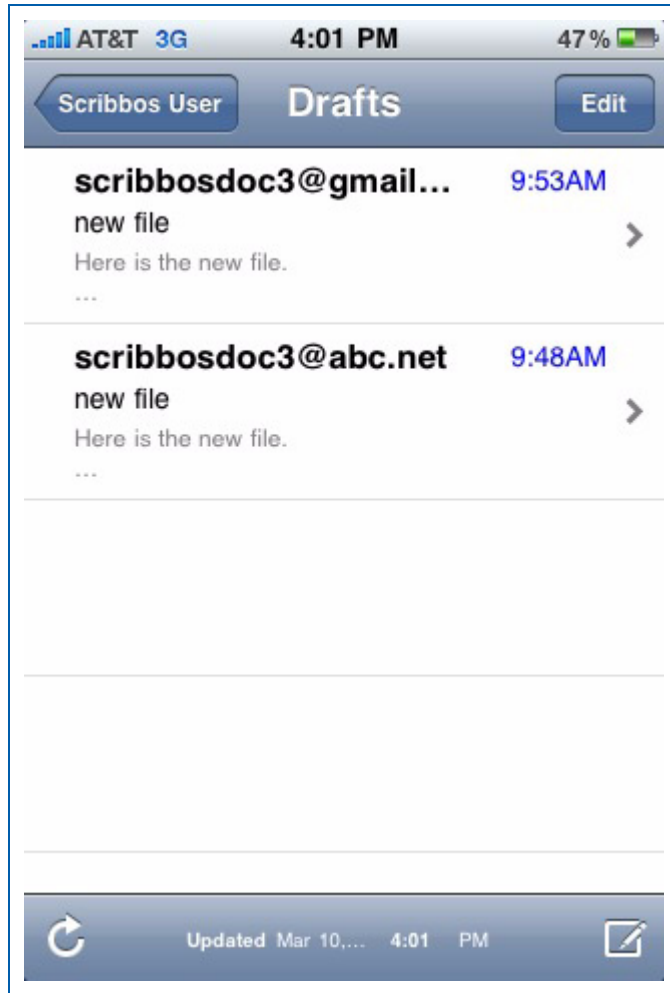 AT&T 3G 4:01 PM 47%
Scribbos User Drafts Edit
scribbosdoc3@gmail... 9:53AM
new file
Here is the new file.
...
scribbosdoc3@abc.net 9:48AM
new file
Here is the new file.
...
Updated Mar 10,... 4:01 PM